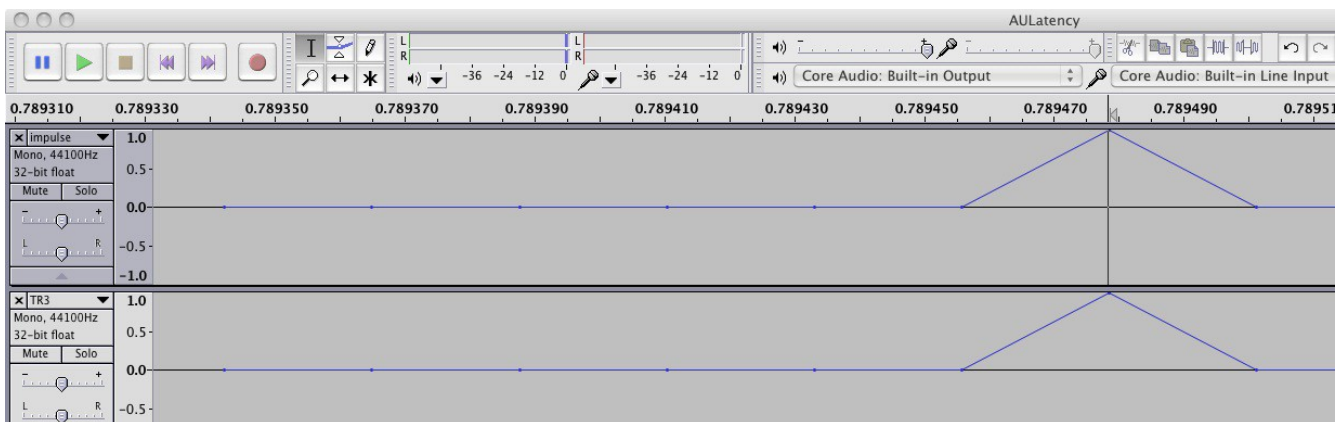 AULatency
L
R
-36 -24 -12 0
L
R
-36 -24 -12 0
- +
- +
Core Audio: Built-in Output
Core Audio: Built-in Line Input
0.789310 0.789330 0.789350 0.789370 0.789390 0.789410 0.789430 0.789450 0.789470 0.789490 0.78951
× impulse
Mono, 44100Hz
32-bit float
Mute Solo
- +
L R
1.0
0.5-
0.0-
-0.5-
-1.0
× TR3
Mono, 44100Hz
32-bit float
Mute Solo
- +
L R
1.0
0.5-
0.0-
-0.5-